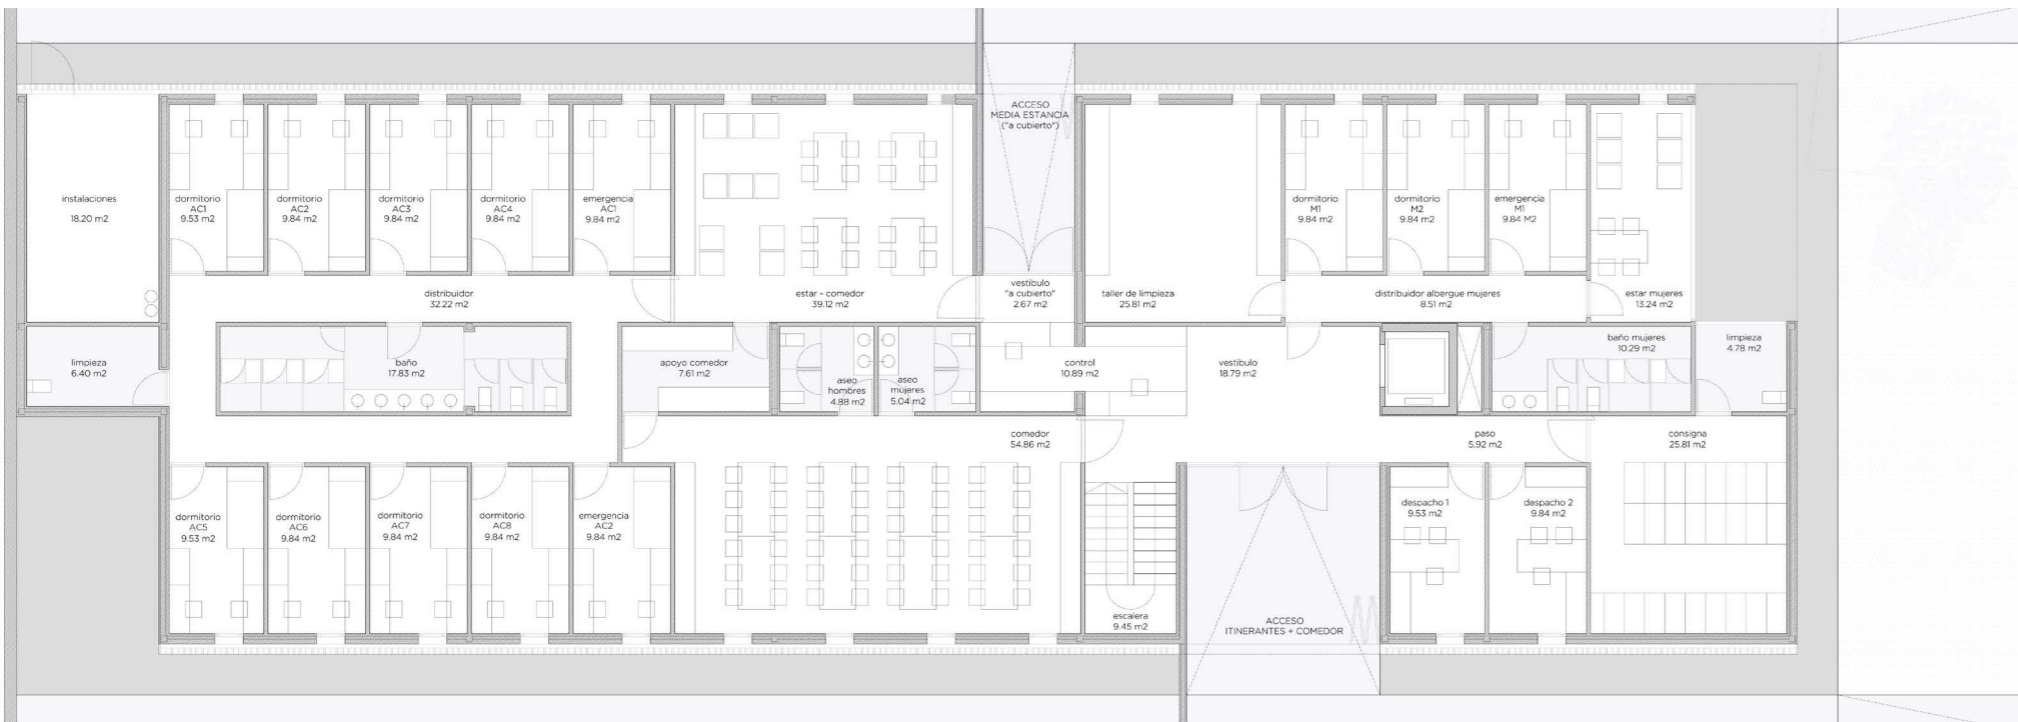 ACCESO
MEDIA ESTANCIA
("a cubierto")
instalaciones
18.20 m2
dormitorio
AC1
9.53 m2
dormitorio
AC2
9.84 m2
dormitorio
AC3
9.84 m2
dormitorio
AC4
9.84 m2
emergencia
AC1
9.84 m2
dormitorio
M1
9.84 m2
dormitorio
M2
9.84 m2
emergencia
M1
9.84 M2
distribuidor
32.22 m2
estar - comedor
39.12 m2
vestíbulo
"a cubierto"
2.67 m2
taller de limpieza
25.81 m2
distribuidor albergue mujeres
8.51 m2
estar mujeres
13.24 m2
limpieza
6.40 m2
baño
17.83 m2
apoyo comedor
7.61 m2
aseo
hombres
4.88 m2
aseo
mujeres
5.04 m2
control
10.89 m2
vestíbulo
18.79 m2
baño mujeres
10.29 m2
limpieza
4.78 m2
comedor
54.86 m2
paso
5.92 m2
consigna
25.81 m2
dormitorio
AC5
9.53 m2
dormitorio
AC6
9.84 m2
dormitorio
AC7
9.84 m2
dormitorio
AC8
9.84 m2
emergencia
AC2
9.84 m2
despacho 1
9.53 m2
despacho 2
9.84 m2
escalera
9.45 m2
ACCESO
ITINERANTES + COMEDOR